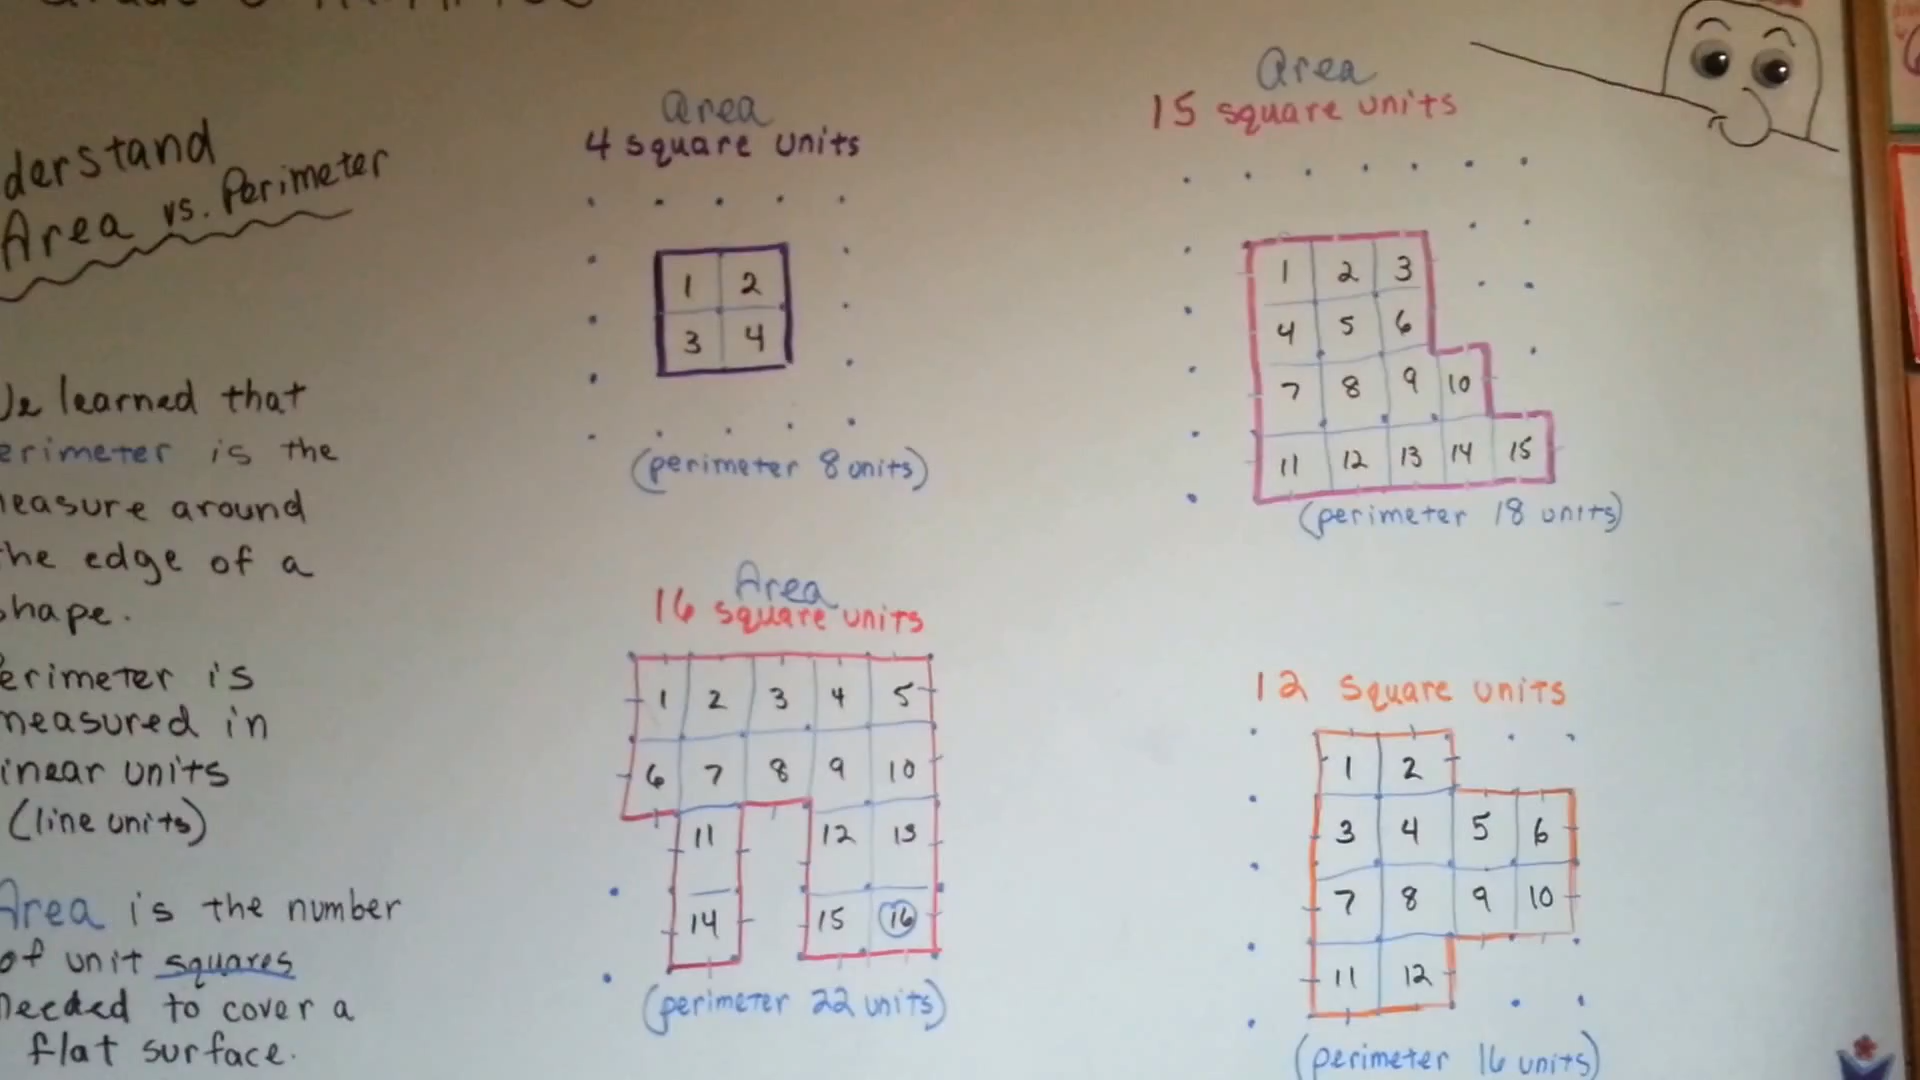 derstand
Area vs. Perimeter
learned that
erimeter is the
easure around
he edge of a
hape.
erimeter is
measured in
inear units
(line units)
Area is the number
of unit squares
needed to cover a
flat surface.
Area
4 square units
1 2
3 4
(perimeter 8 units)
Area
15 square units
1 2 3
4 5 6
7 8 9 10
11 12 13 14 15
(perimeter 18 units)
Area
16 square units
1 2 3 4 5
6 7 8 9 10
11 12 13
14 15 16
(perimeter 22 units)
12 square units
1 2
3 4 5 6
7 8 9 10
11 12
(perimeter 16 units)